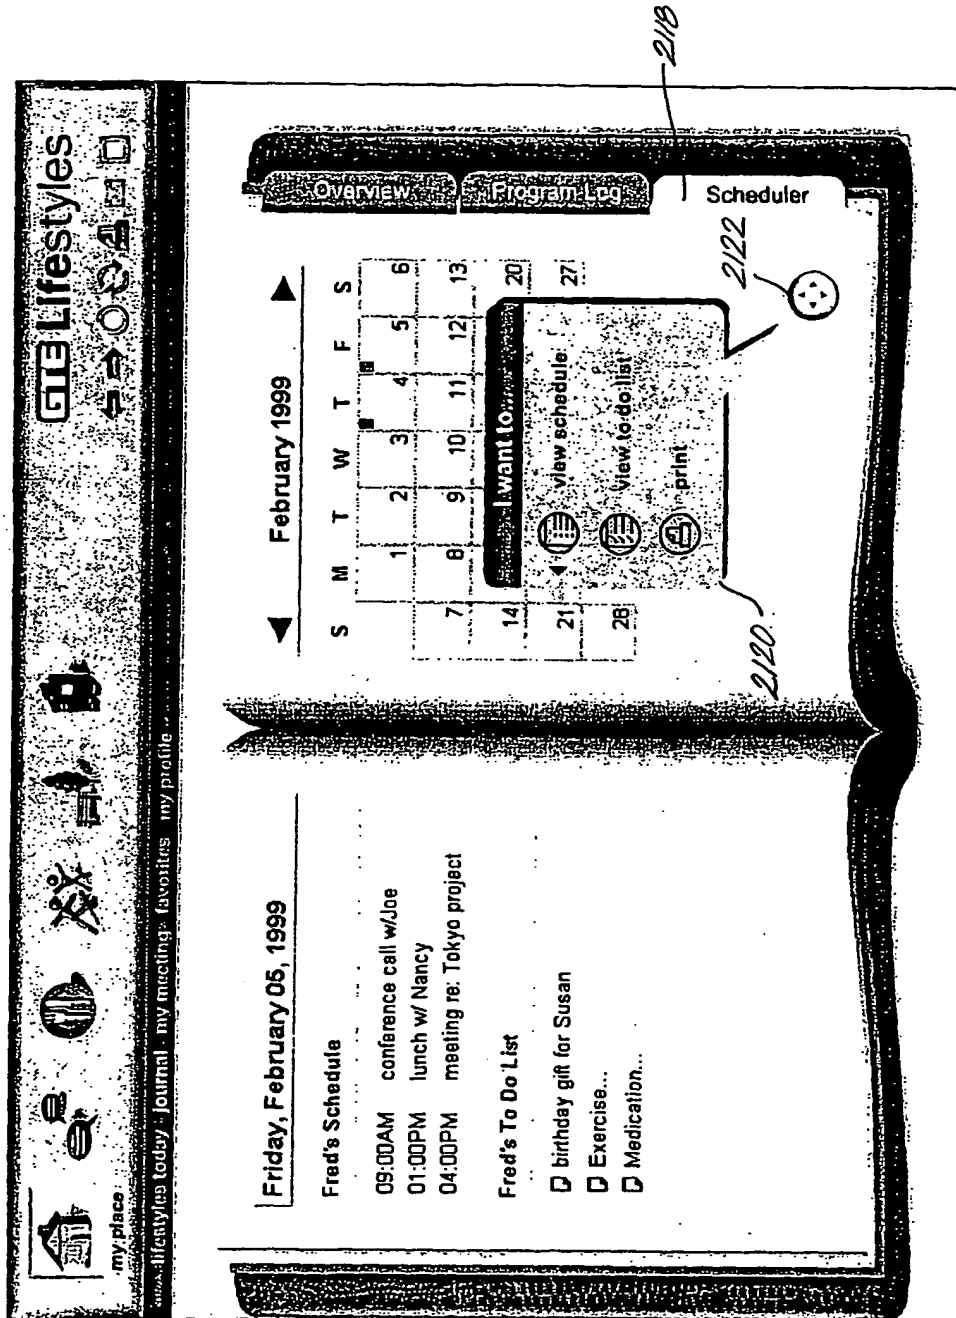 GTE Lifestyles
my place
lifestyles today journal my meeting favorites my profile
Friday, February 05, 1999
Fred's Schedule
09:00AM conference call w/Joe
01:00PM lunch w/ Nancy
04:00PM meeting re: Tokyo project
Fred's To Do List
birthday gift for Susan
Exercise...
Medication...
February 1999
S M T W T F S
1 2 3 4 5 6
7 8 9 10 11 12 13
14 20
21 27
28
I want to
view schedule
view to do list
print
Overview
Program Log
Scheduler
2118
2120
2122